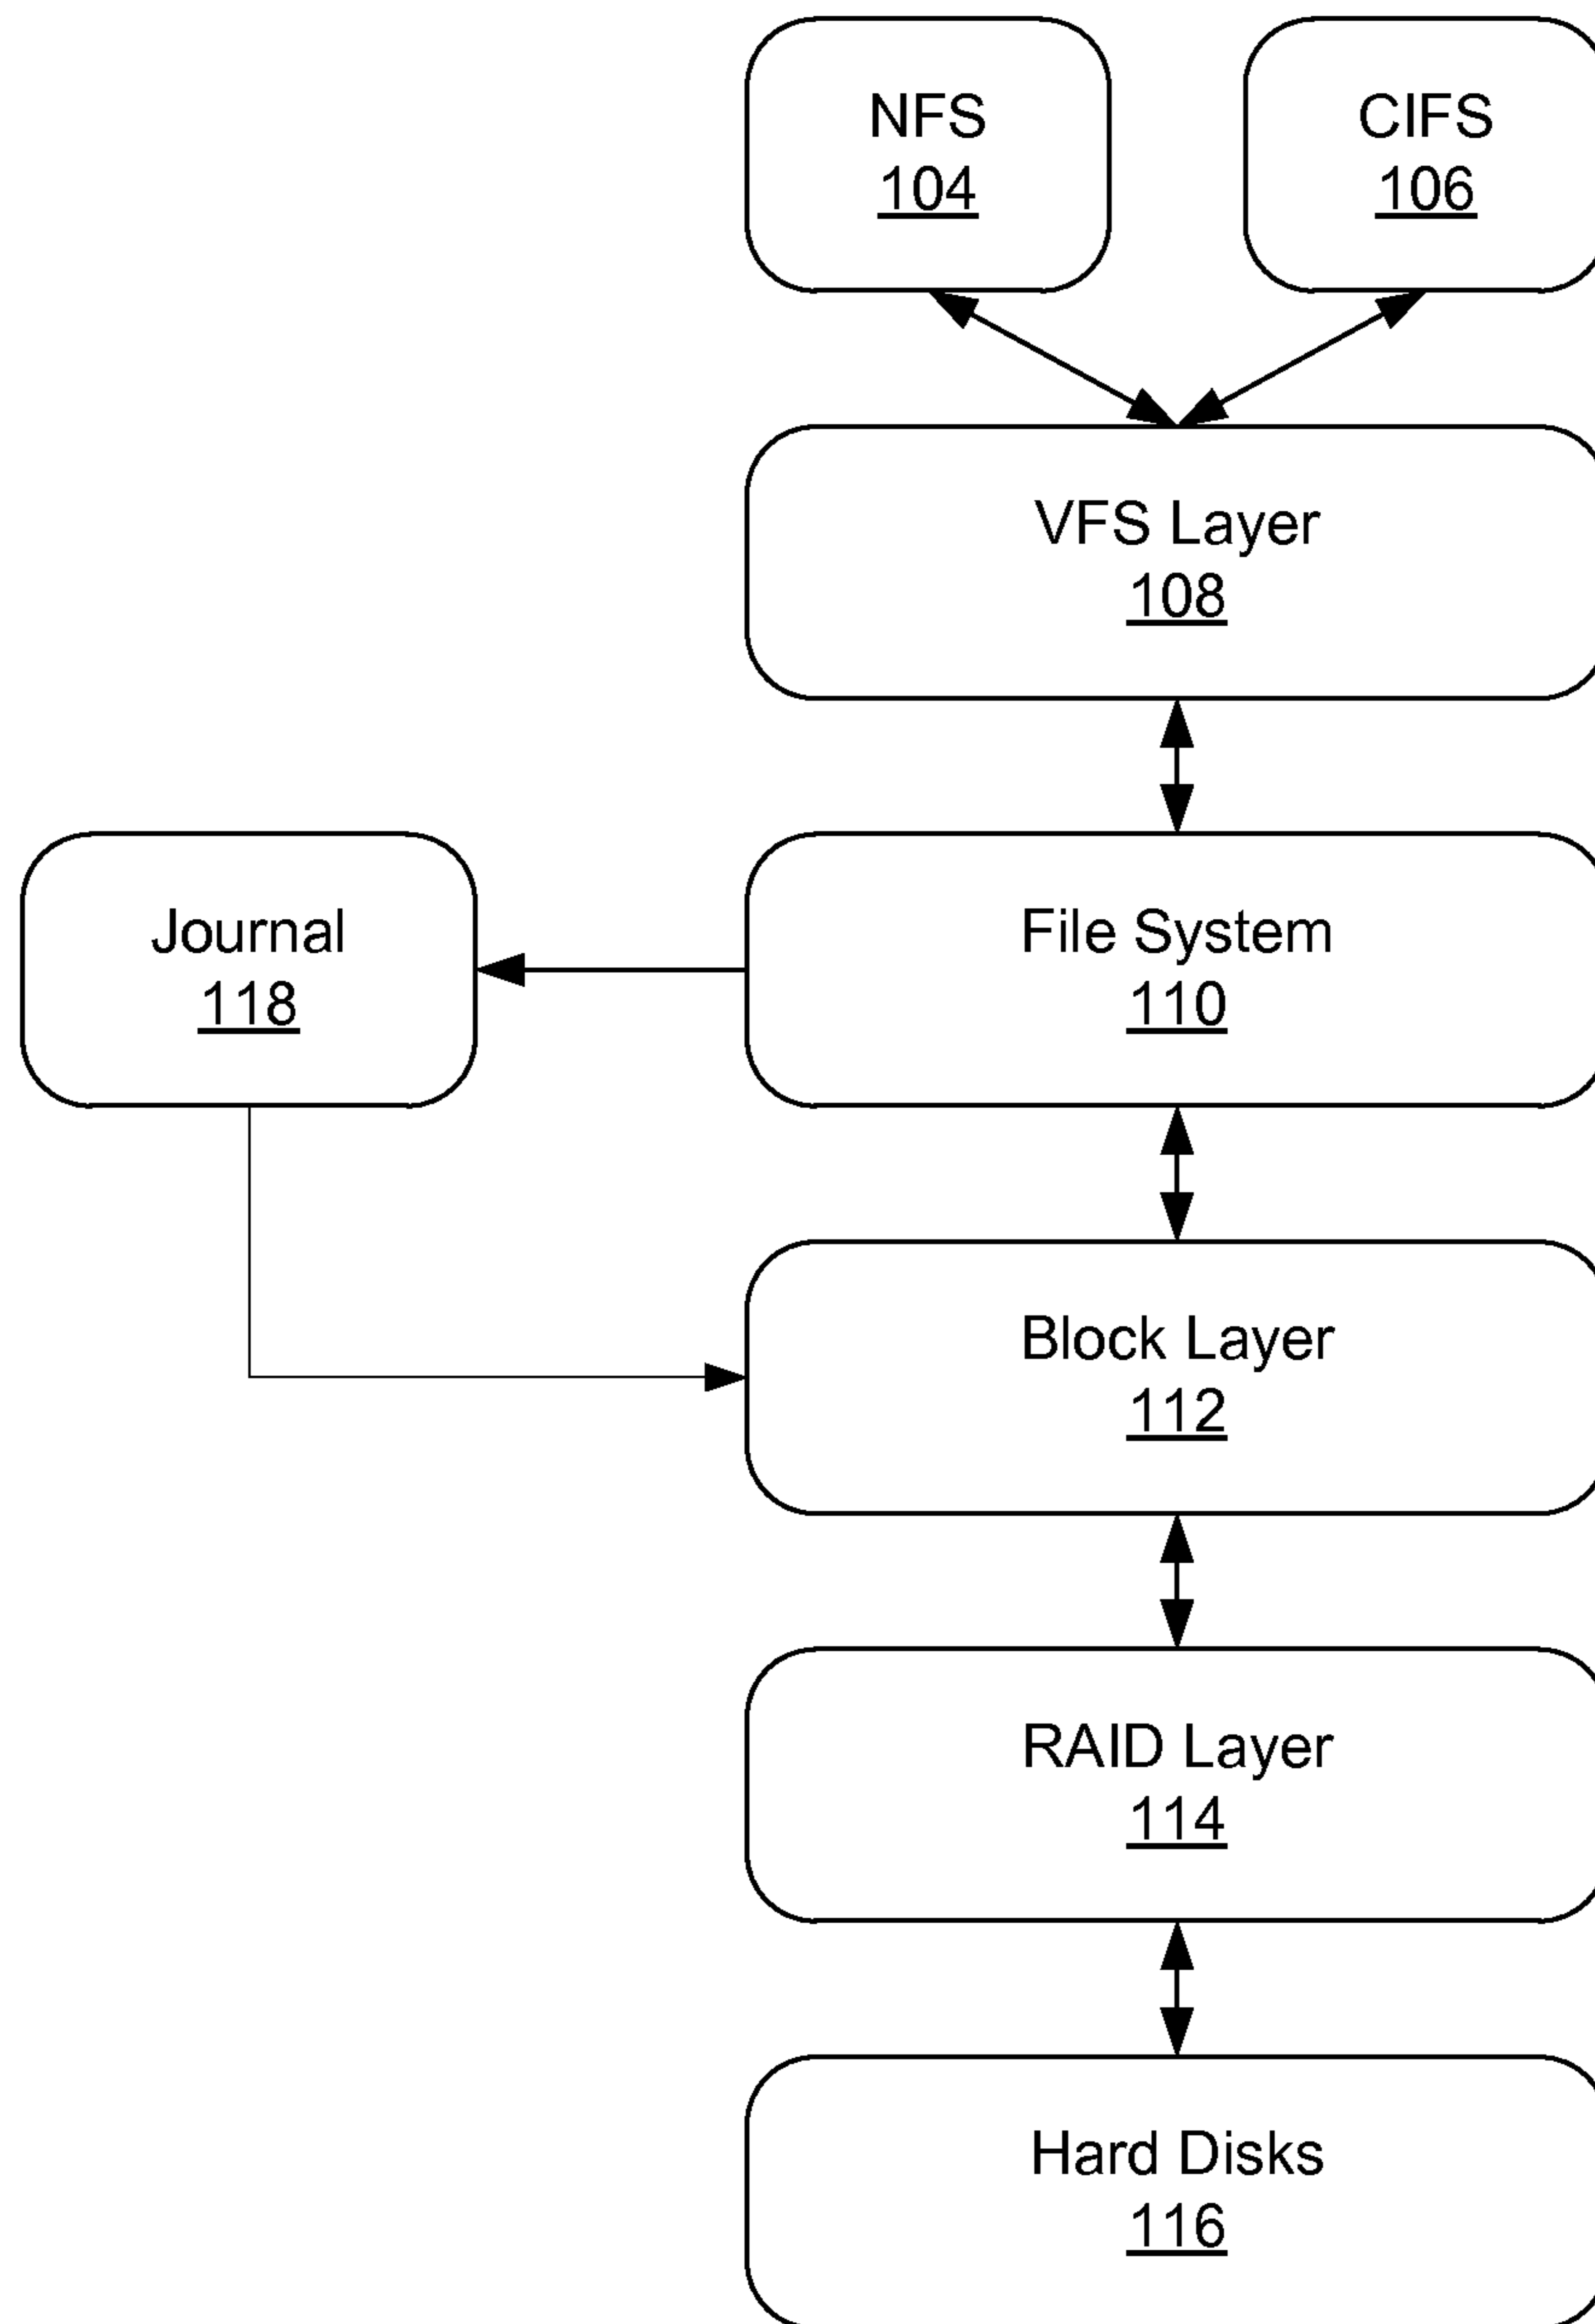 NFS
104
CIFS
106
VFS Layer
108
Journal
118
File System
110
Block Layer
112
RAID Layer
114
Hard Disks
116